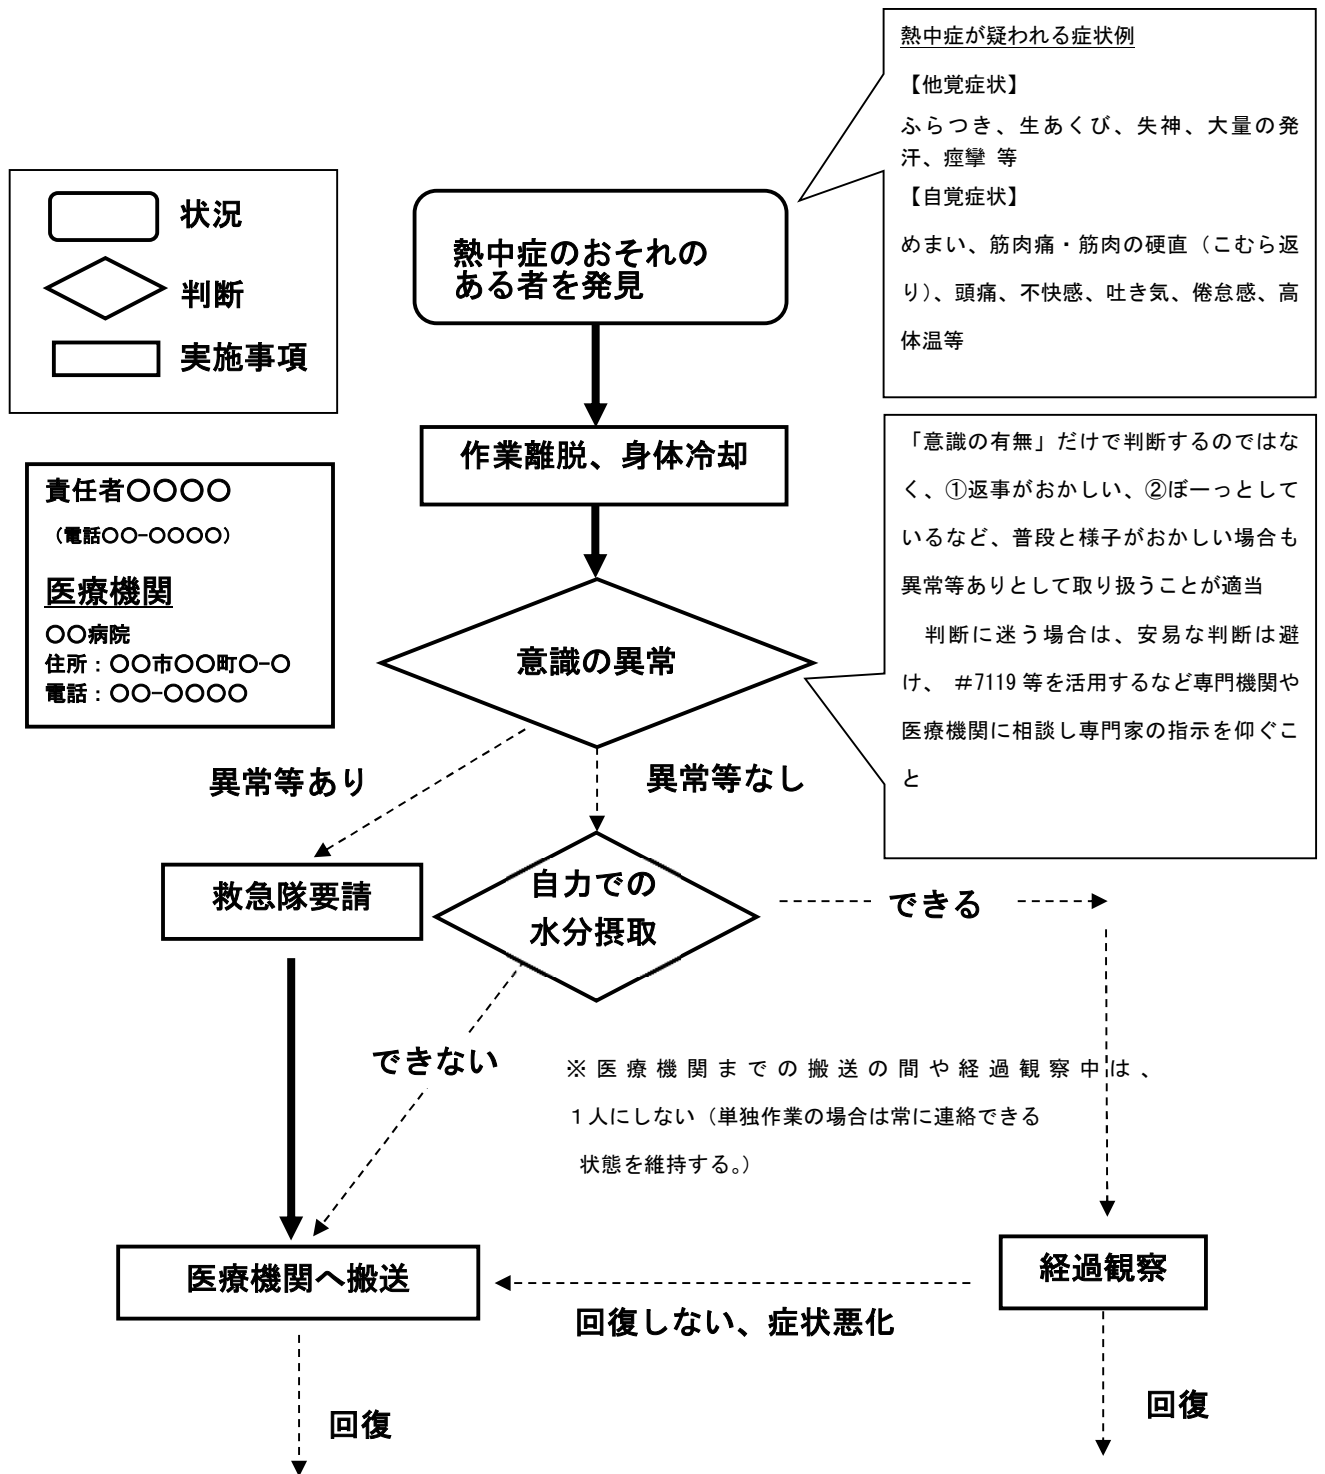 熱中症が疑われる症状例
【他覚症状】
ふらつき、生あくび、失神、大量の発
汗、痙攣 等
【自覚症状】
めまい、筋肉痛・筋肉の硬直（こむら返
り）、頭痛、不快感、吐き気、倦怠感、高
体温等
状況
判断
実施事項
熱中症のおそれの
ある者を発見
作業離脱、身体冷却
責任者〇〇〇〇
（電話〇〇-〇〇〇〇）
医療機関
〇〇病院
住所：〇〇市〇〇町〇-〇
電話：〇〇-〇〇〇〇
「意識の有無」だけで判断するのではな
く、①返事がおかしい、②ぼーっとして
いるなど、普段と様子がおかしい場合も
異常等ありとして取り扱うことが適当
判断に迷う場合は、安易な判断は避
け、 ＃7119 等を活用するなど専門機関や
医療機関に相談し専門家の指示を仰ぐこ
と
意識の異常
異常等あり
異常等なし
救急隊要請
自力での
水分摂取
できる
できない
※医療機関までの搬送の間や経過観察中は、
１人にしない（単独作業の場合は常に連絡できる
状態を維持する。）
医療機関へ搬送
経過観察
回復しない、症状悪化
回復
回復